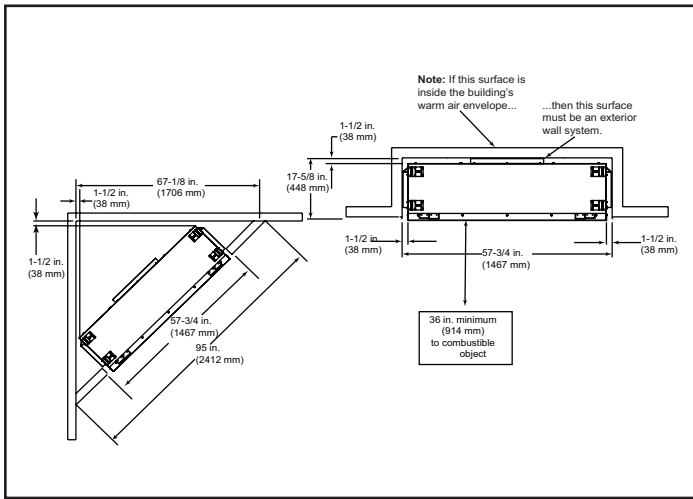 Note: If this surface is
inside the building's
warm air envelope...
...then this surface
must be an exterior
wall system.
1-1/2 in.
(38 mm)
17-5/8 in.
(448 mm)
1-1/2 in.
(38 mm)
57-3/4 in.
(1467 mm)
1-1/2 in.
(38 mm)
36 in. minimum
(914 mm)
to combustible
object
67-1/8 in.
(1706 mm)
1-1/2 in.
(38 mm)
1-1/2 in.
(38 mm)
57-3/4 in.
(1467 mm)
95 in.
(2412 mm)